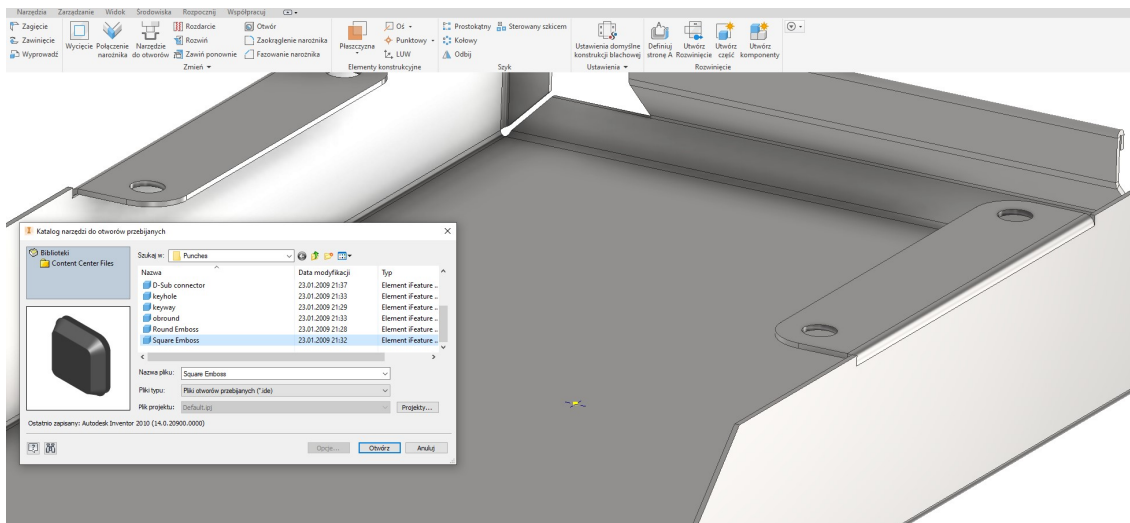 Narzędzia Zarządzanie Widok Środowiska Rozpocznij Współpracuj
Zagięcie
Zawinięcie
Wyprowadź
Wycięcie
Połączenie narożnika
Narzędzie do otworów
Rozdarcie
Rozwiń
Zawiń ponownie
Otwór
Zaokrąglenie narożnika
Fazowanie narożnika
Zmień
Płaszczyzna
Oś
Punktowy
LUW
Elementy konstrukcyjne
Prostokątny
Sterowany szkicem
Kołowy
Odbij
Szyk
Ustawienia domyślne konstrukcji blachowej
Ustawienia
Definiuj stronę A
Utwórz Rozwinięcie
Utwórz część
Utwórz komponenty
Rozwinięcie
Katalog narzędzi do otworów przebijanych
Biblioteki
Content Center Files
Szukaj w: Punches
Nazwa Data modyfikacji Typ
D-Sub connector 23.01.2009 21:37 Element iFeature ...
keyhole 23.01.2009 21:33 Element iFeature ...
keyway 23.01.2009 21:29 Element iFeature ...
obround 23.01.2009 21:33 Element iFeature ...
Round Emboss 23.01.2009 21:28 Element iFeature ...
Square Emboss 23.01.2009 21:32 Element iFeature ...
Nazwa pliku: Square Emboss
Pliki typu: Pliki otworów przebijanych (*.ide)
Plik projektu: Default.ipj Projekty...
Ostatnio zapisany: Autodesk Inventor 2010 (14.0.20900.0000)
Opcje... Otwórz Anuluj